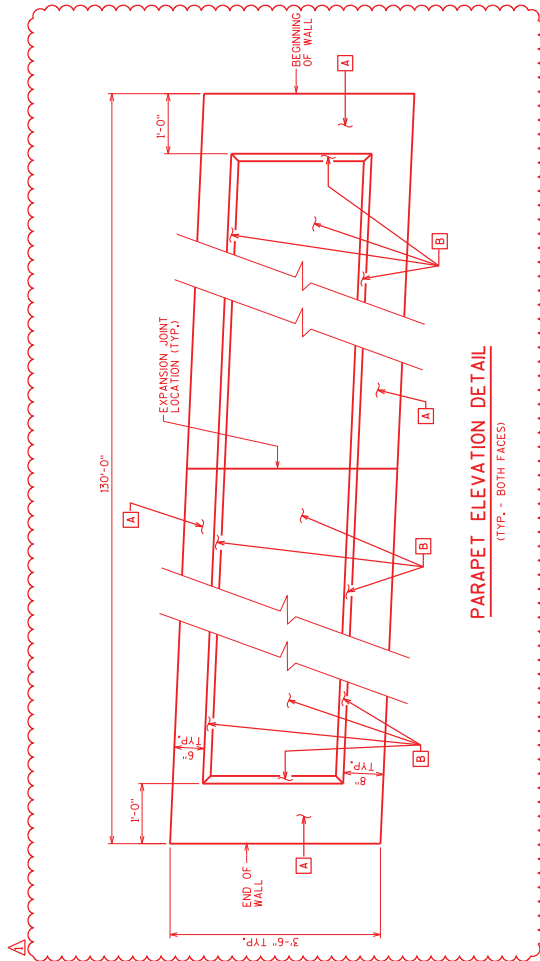 1
130'-0"
1'-0"
1'-0"
BEGINNING
OF WALL
A
EXPANSION JOINT
LOCATION (TYP.)
A
6"
TYP.
8"
TYP.
B
B
B
A
A
END OF
WALL
3'-6" TYP.
PARAPET ELEVATION DETAIL
(TYP. - BOTH FACES)